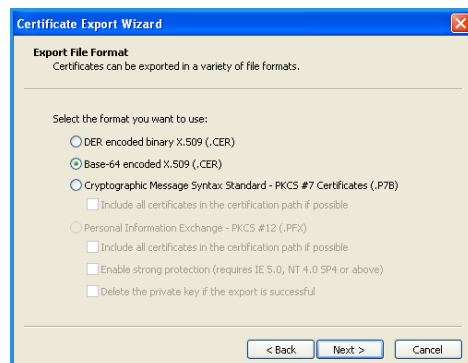 Certificate Export Wizard
Export File Format
Certificates can be exported in a variety of file formats.
Select the format you want to use:
DER encoded binary X.509 (.CER)
Base-64 encoded X.509 (.CER)
Cryptographic Message Syntax Standard - PKCS #7 Certificates (.P7B)
Include all certificates in the certification path if possible
Personal Information Exchange - PKCS #12 (.PFX)
Include all certificates in the certification path if possible
Enable strong protection (requires IE 5.0, NT 4.0 SP4 or above)
Delete the private key if the export is successful
< Back Next > Cancel